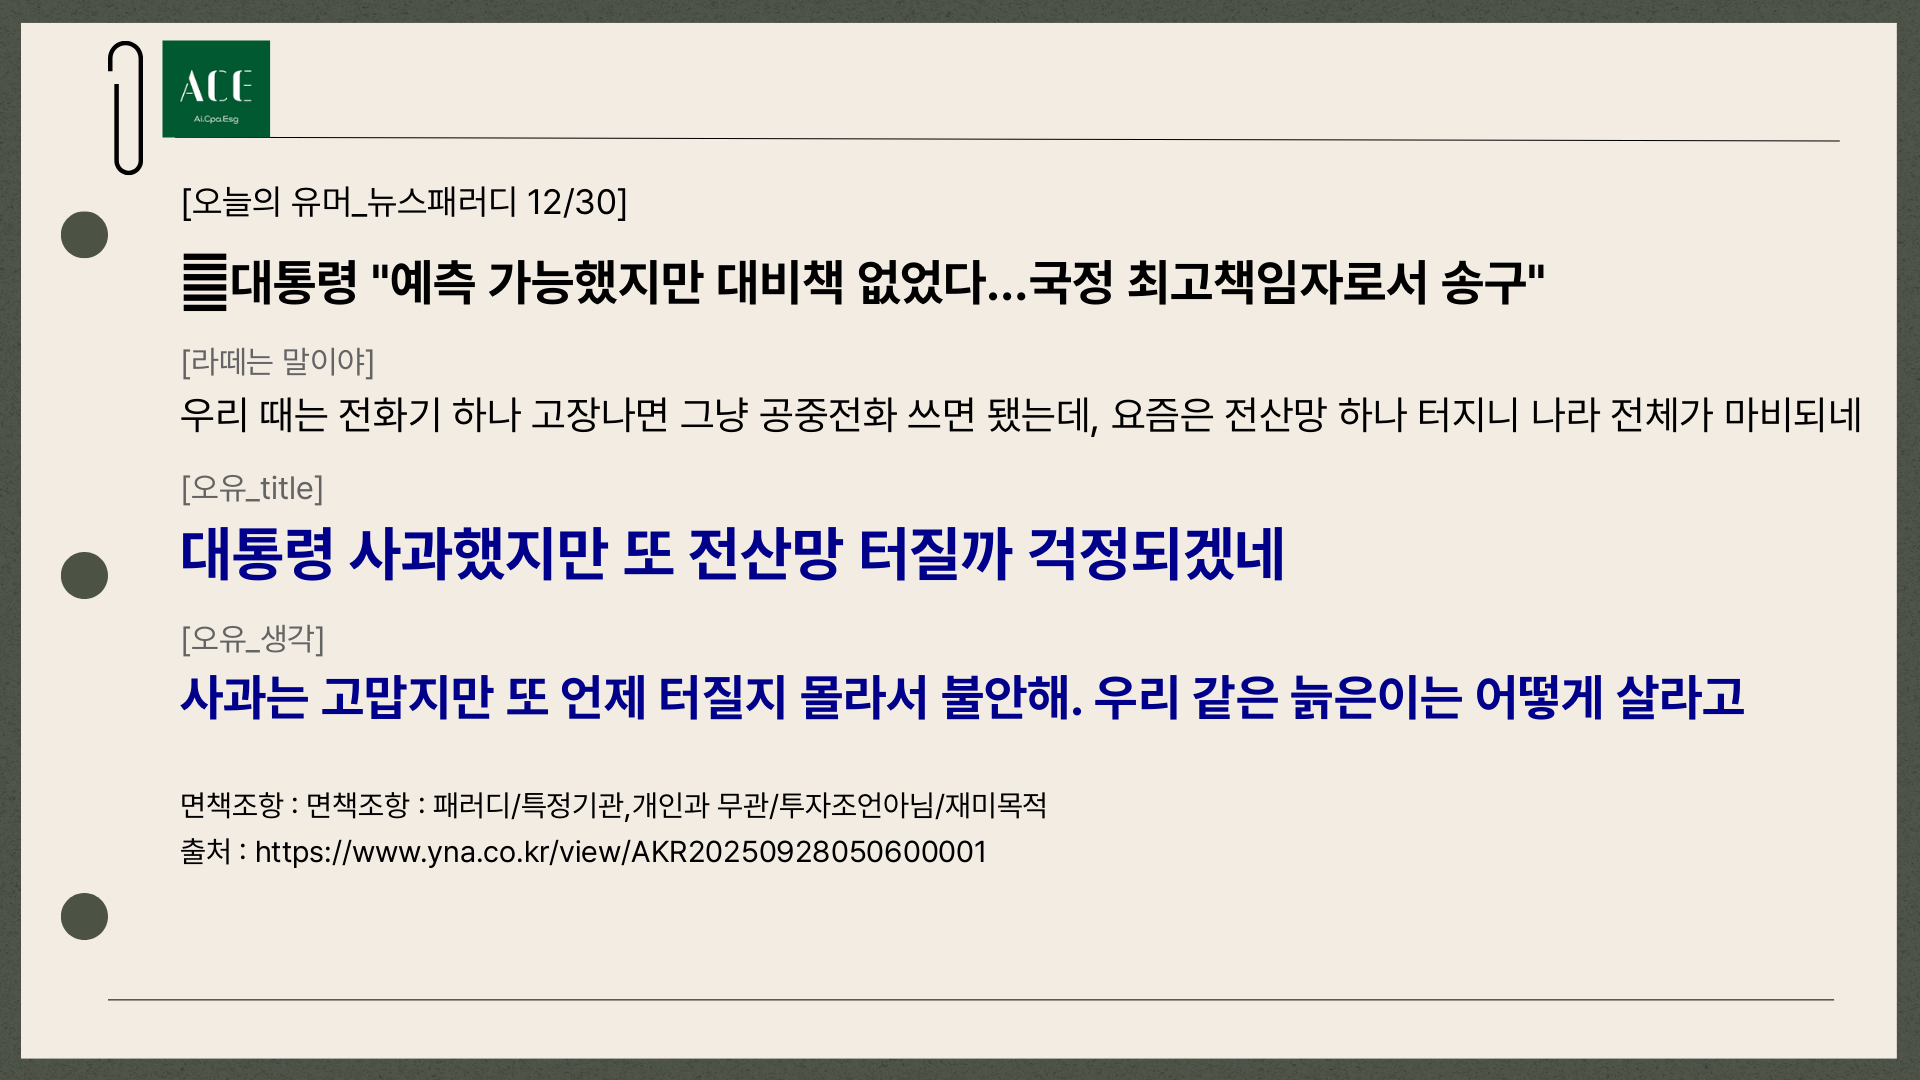 ACE
Ai.Cpa.Esg
[오늘의 유머_뉴스패러디 12/30]
대통령 "예측 가능했지만 대비책 없었다…국정 최고책임자로서 송구"
[라떼는 말이야]
우리 때는 전화기 하나 고장나면 그냥 공중전화 쓰면 됐는데, 요즘은 전산망 하나 터지니 나라 전체가 마비되네
[오유_title]
대통령 사과했지만 또 전산망 터질까 걱정되겠네
[오유_생각]
사과는 고맙지만 또 언제 터질지 몰라서 불안해. 우리 같은 늙은이는 어떻게 살라고
면책조항 : 면책조항 : 패러디/특정기관,개인과 무관/투자조언아님/재미목적
출처 : https://www.yna.co.kr/view/AKR20250928050600001